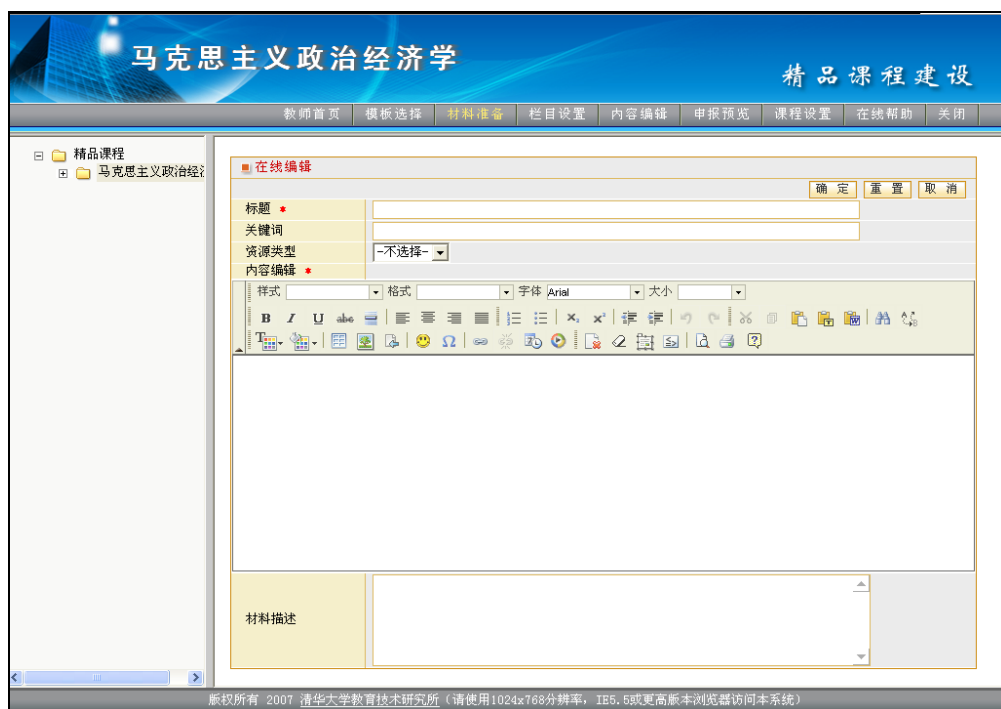 马克思主义政治经济学
精品课程建设
教师首页 模板选择 材料准备 栏目设置 内容编辑 申报预览 课程设置 在线帮助 关闭
精品课程
马克思主义政治经济
在线编辑
确 定 重 置 取 消
标题 *
关键词
资源类型 -不选择-
内容编辑 *
样式 格式 字体 Arial 大小
B I U abc
材料描述
版权所有 2007 清华大学教育技术研究所(请使用1024x768分辨率，IE5.5或更高版本浏览器访问本系统)